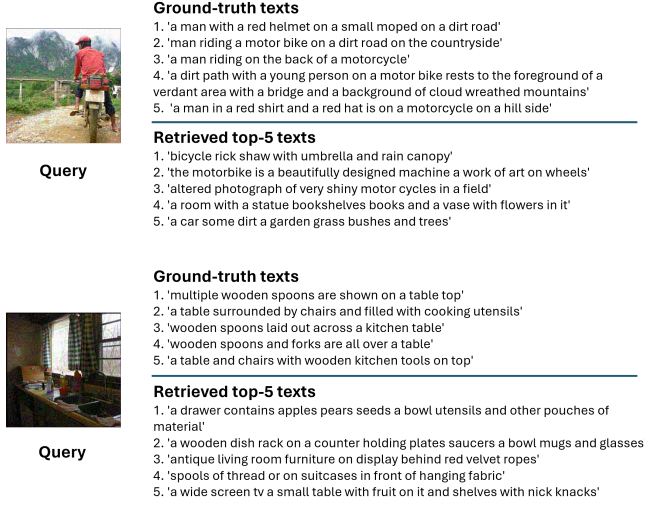 Ground-truth texts
1. 'a man with a red helmet on a small moped on a dirt road'
2. 'man riding a motor bike on a dirt road on the countryside'
3. 'a man riding on the back of a motorcycle'
4. 'a dirt path with a young person on a motor bike rests to the foreground of a
verdant area with a bridge and a background of cloud wreathed mountains'
5. 'a man in a red shirt and a red hat is on a motorcycle on a hill side'
Query
Retrieved top-5 texts
1. 'bicycle rick shaw with umbrella and rain canopy'
2. 'the motorbike is a beautifully designed machine a work of art on wheels'
3. 'altered photograph of very shiny motor cycles in a field'
4. 'a room with a statue bookshelves books and a vase with flowers in it'
5. 'a car some dirt a garden grass bushes and trees'
Ground-truth texts
1. 'multiple wooden spoons are shown on a table top'
2. 'a table surrounded by chairs and filled with cooking utensils'
3. 'wooden spoons laid out across a kitchen table'
4. 'wooden spoons and forks are all over a table'
5. 'a table and chairs with wooden kitchen tools on top'
Query
Retrieved top-5 texts
1. 'a drawer contains apples pears seeds a bowl utensils and other pouches of
material'
2. 'a wooden dish rack on a counter holding plates saucers a bowl mugs and glasses
3. 'antique living room furniture on display behind red velvet ropes'
4. 'spools of thread or on suitcases in front of hanging fabric'
5. 'a wide screen tv a small table with fruit on it and shelves with nick knacks'